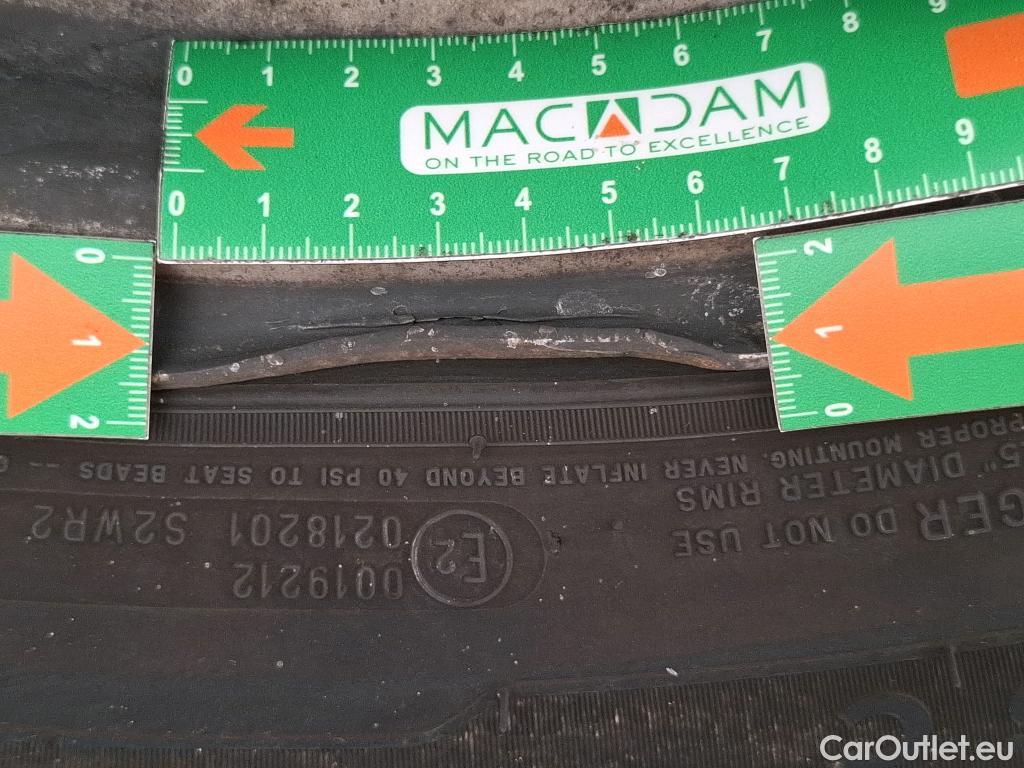 0 1 2 3 4 5 6 7 8 9
MACADAM
ON THE ROAD TO EXCELLENCE
0 1 2 3 4 5 6 7 8 9
0
1
2
2
1
0
PROPER MOUNTING. NEVER INFLATE BEYOND 40 PSI TO SEAT BEADS --
5" DIAMETER RIMS
DO NOT USE
0019212
E2
0218201 S2WR2
CarOutlet.eu